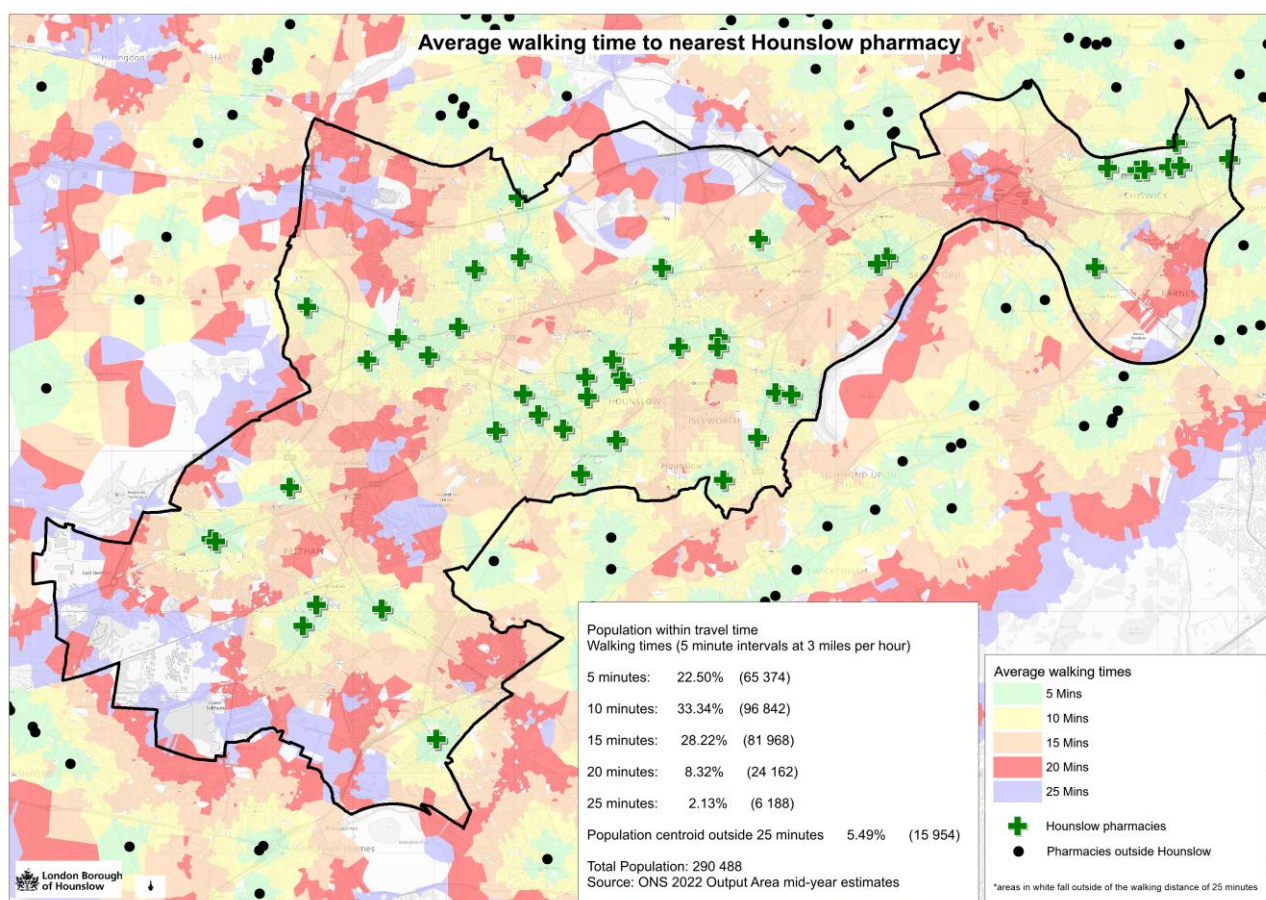 Average walking time to nearest Hounslow pharmacy
HAYES
CHISWICK
BARNES
HOUNSLOW
ISLEWORTH
Hounslow
FELTHAM
TWICKENHAM
ASHFORD
Population within travel time
Walking times (5 minute intervals at 3 miles per hour)
5 minutes: 22.50% (65 374)
10 minutes: 33.34% (96 842)
15 minutes: 28.22% (81 968)
20 minutes: 8.32% (24 162)
25 minutes: 2.13% (6 188)
Population centroid outside 25 minutes 5.49% (15 954)
Total Population: 290 488
Source: ONS 2022 Output Area mid-year estimates
Average walking times
5 Mins
10 Mins
15 Mins
20 Mins
25 Mins
Hounslow pharmacies
Pharmacies outside Hounslow
*areas in white fall outside of the walking distance of 25 minutes
London Borough
of Hounslow